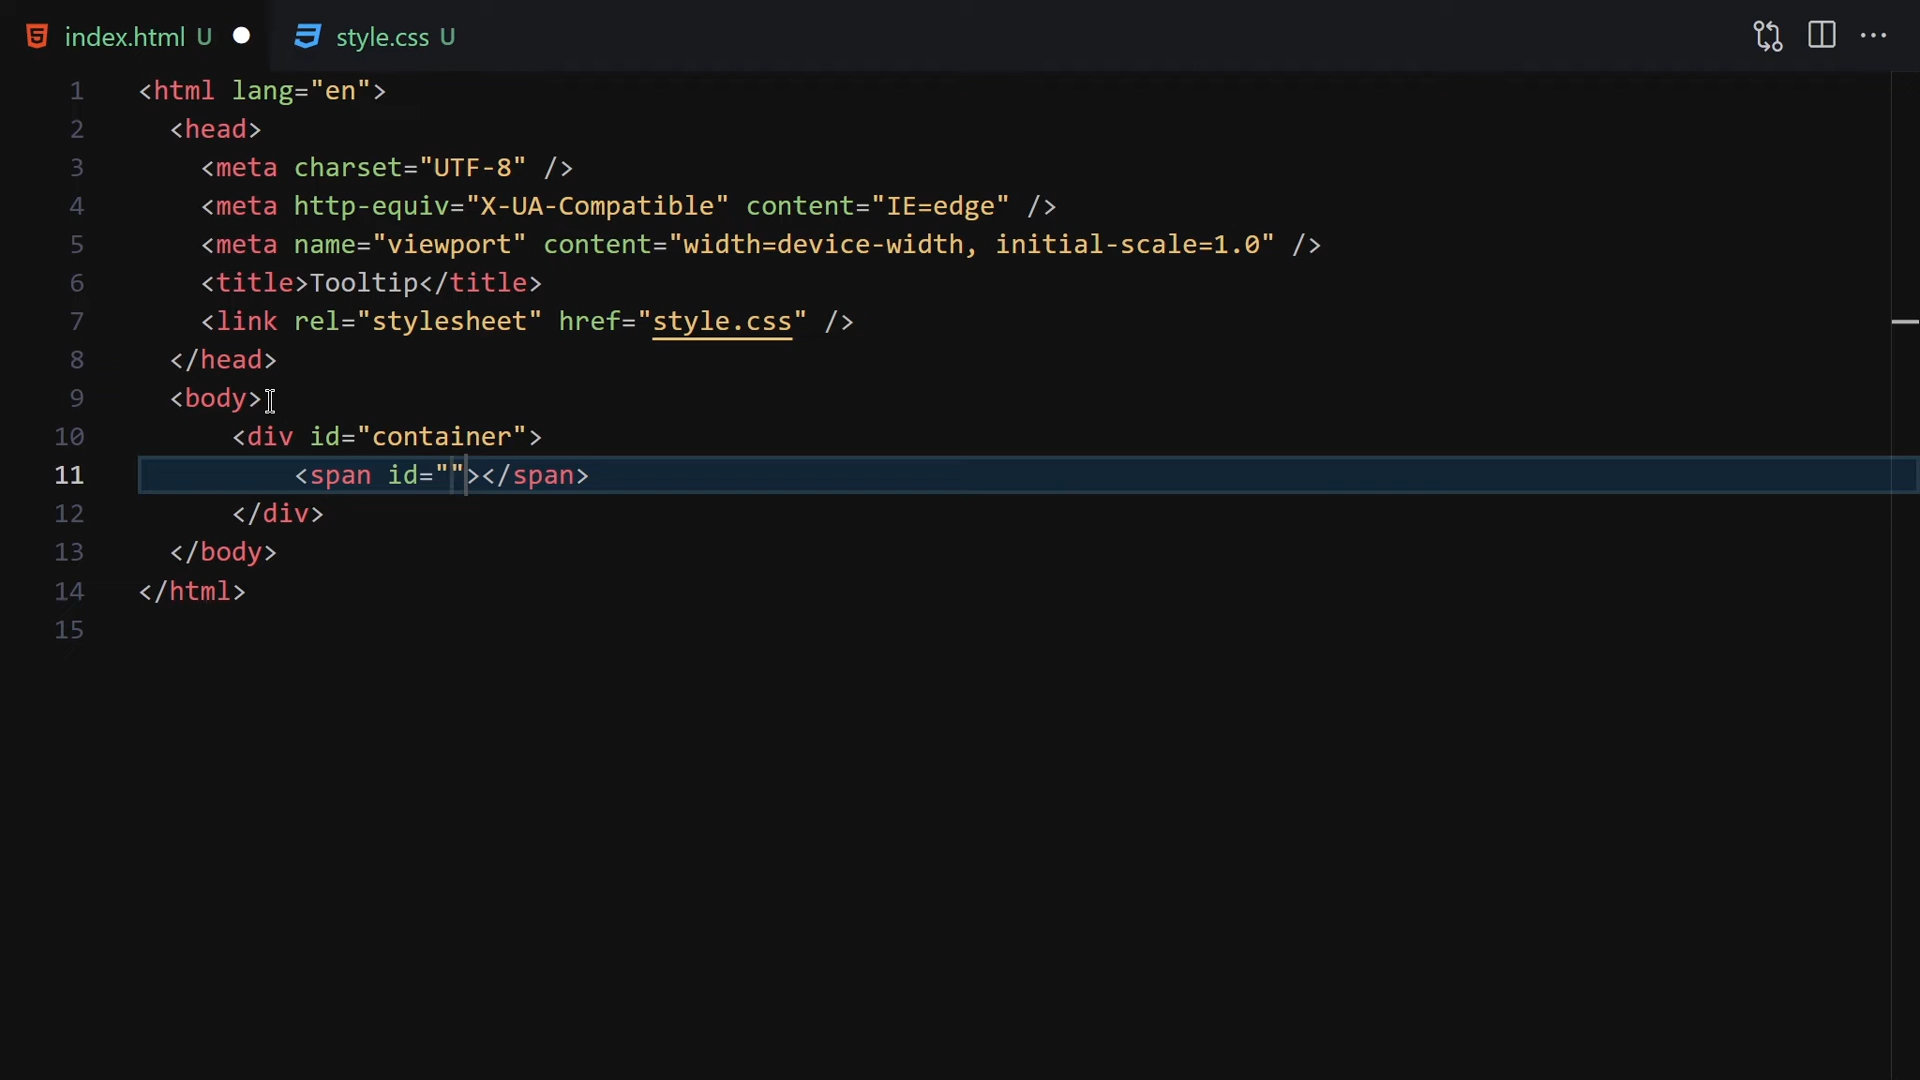 index.html U style.css U
1 <html lang="en">
2 <head>
3 <meta charset="UTF-8" />
4 <meta http-equiv="X-UA-Compatible" content="IE=edge" />
5 <meta name="viewport" content="width=device-width, initial-scale=1.0" />
6 <title>Tooltip</title>
7 <link rel="stylesheet" href="style.css" />
8 </head>
9 <body>
10 <div id="container">
11 <span id=""></span>
12 </div>
13 </body>
14 </html>
15